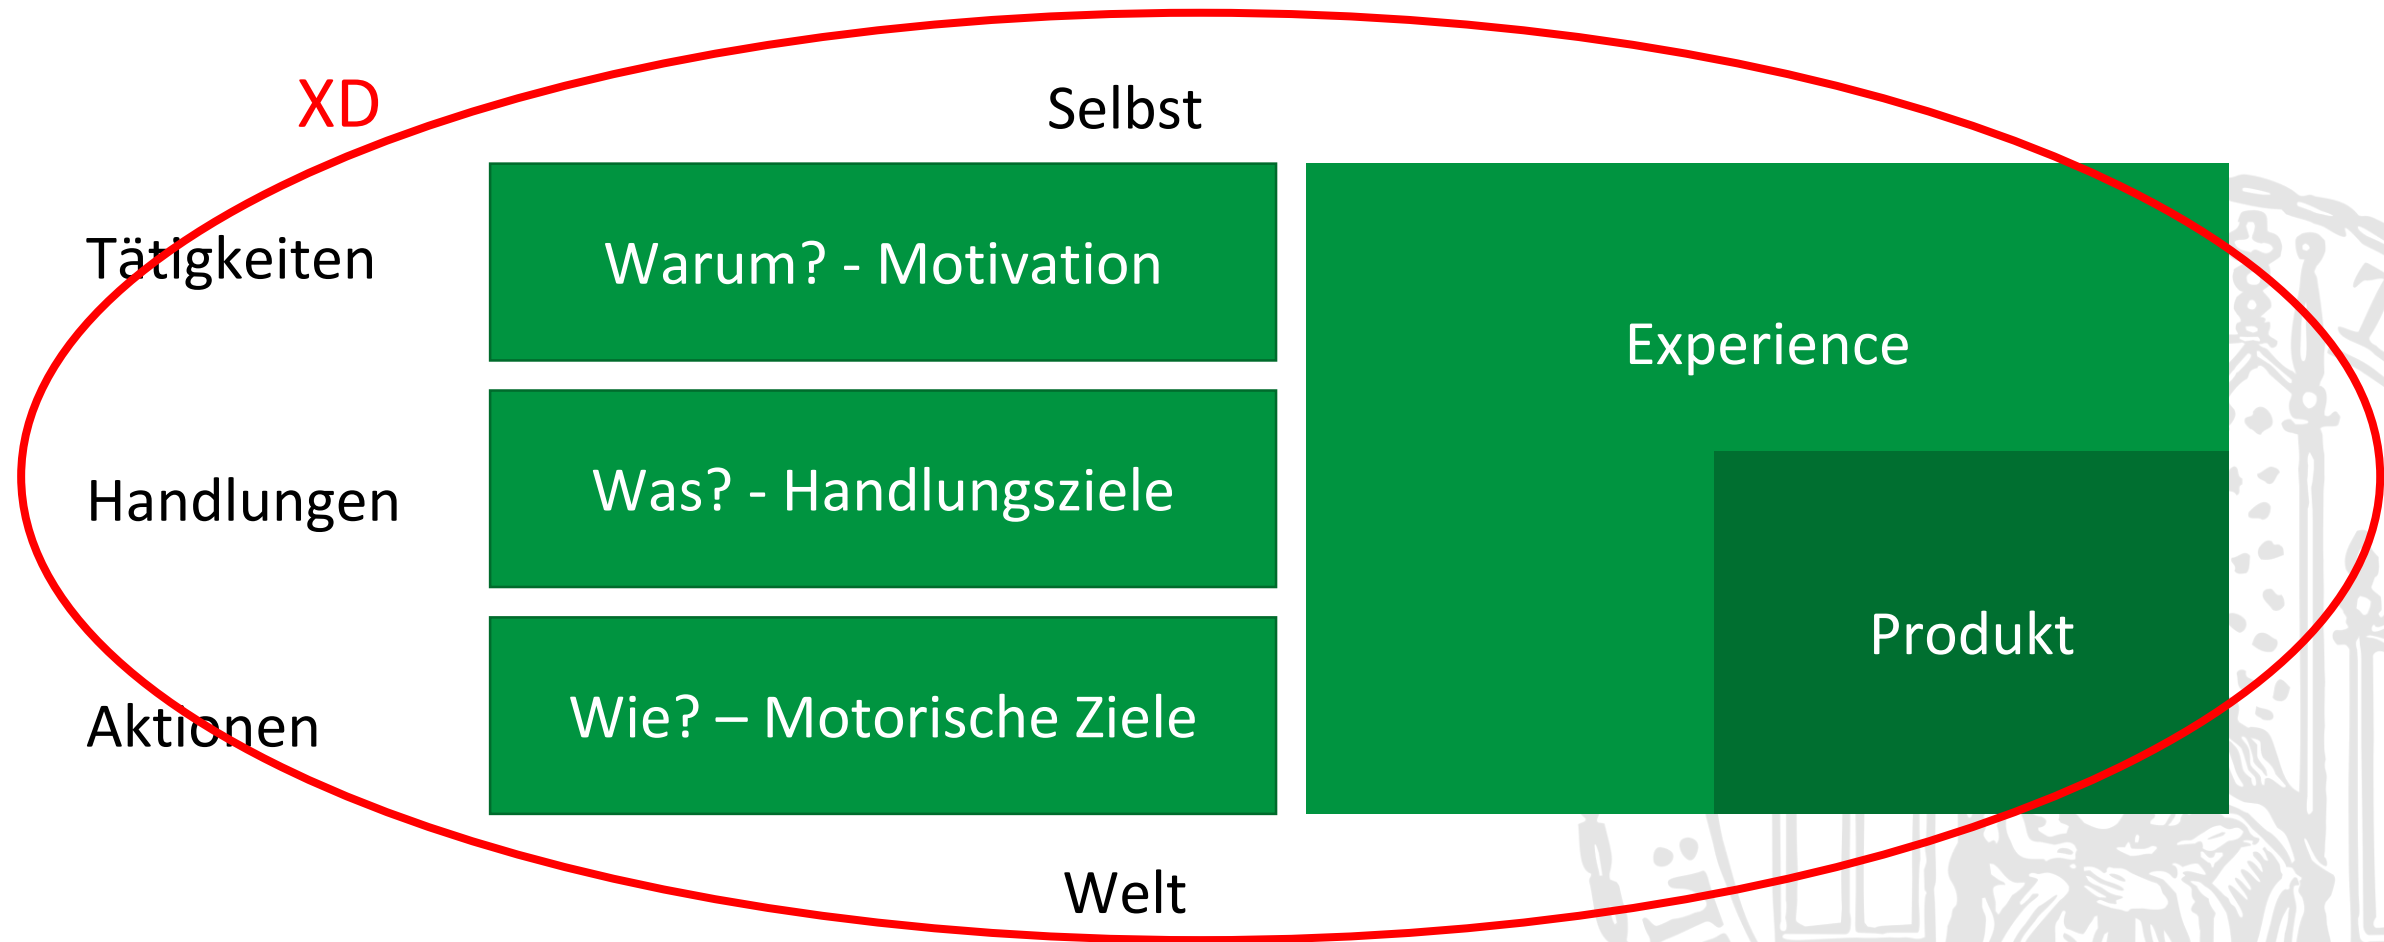 XD
Selbst
Tätigkeiten
Warum? - Motivation
Experience
Handlungen
Was? - Handlungsziele
Produkt
Aktionen
Wie? – Motorische Ziele
Welt